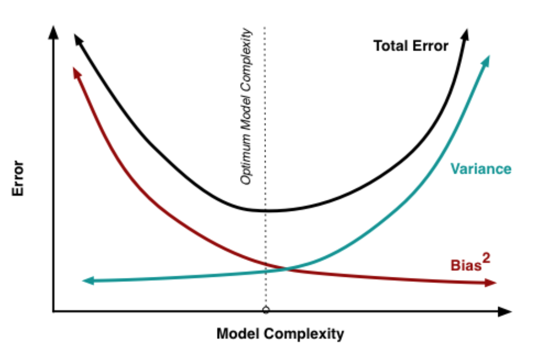 Optimum Model Complexity
Total Error
Variance
Error
Bias²
Model Complexity